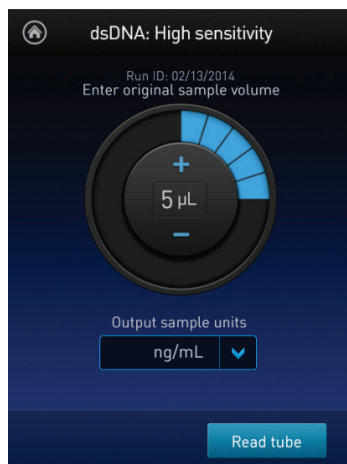 dsDNA: High sensitivity
Run ID: 02/13/2014
Enter original sample volume
+
5 µL
−
Output sample units
ng/mL
Read tube